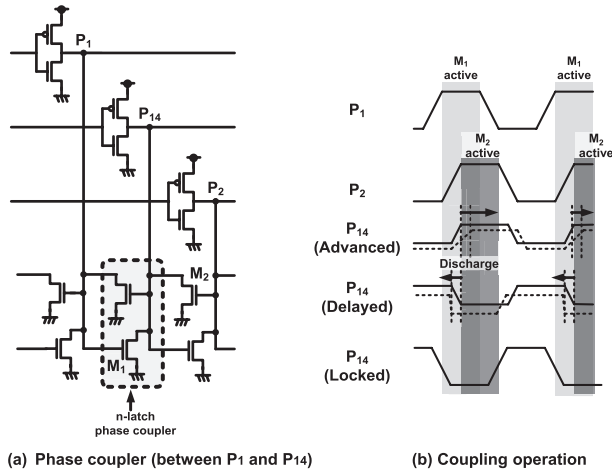 P1
P14
P2
M2
M1
n-latch
phase coupler
(a) Phase coupler (between P1 and P14)
M1
active
M1
active
P1
M2
active
M2
active
P2
P14
(Advanced)
Discharge
P14
(Delayed)
P14
(Locked)
(b) Coupling operation